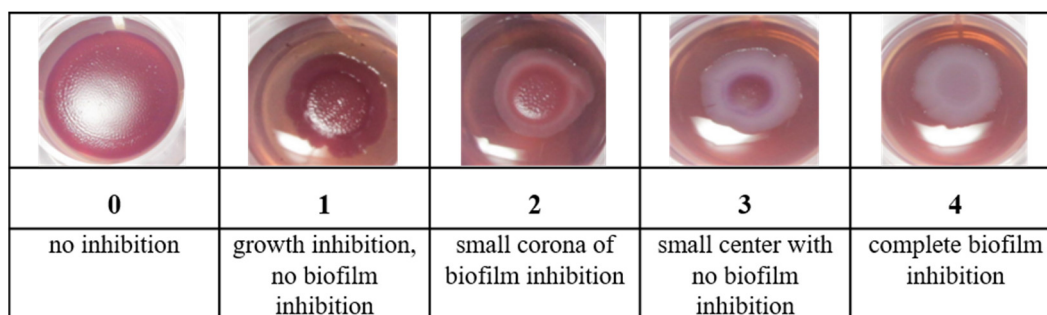 0 1 2 3 4
no inhibition growth inhibition, small corona of small center with complete biofilm
no biofilm biofilm inhibition no biofilm inhibition
inhibition inhibition